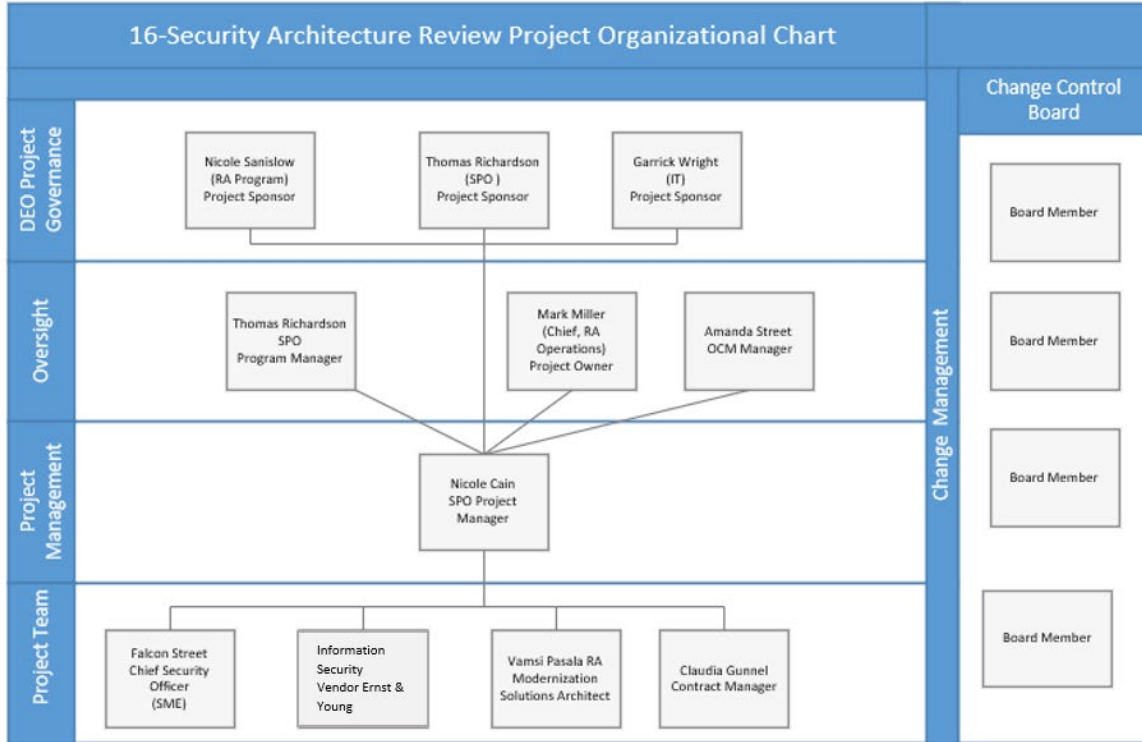 16-Security Architecture Review Project Organizational Chart
DEO Project
Governance
Nicole Sanislow
(RA Program)
Project Sponsor
Thomas Richardson
(SPO )
Project Sponsor
Garrick Wright
(IT)
Project Sponsor
Oversight
Thomas Richardson
SPO
Program Manager
Mark Miller
(Chief, RA
Operations)
Project Owner
Amanda Street
OCM Manager
Project
Management
Nicole Cain
SPO Project
Manager
Project Team
Falcon Street
Chief Security
Officer
(SME)
Information
Security
Vendor Ernst &
Young
Vamsi Pasala RA
Modernization
Solutions Architect
Claudia Gunnel
Contract Manager
Change Management
Change Control
Board
Board Member
Board Member
Board Member
Board Member